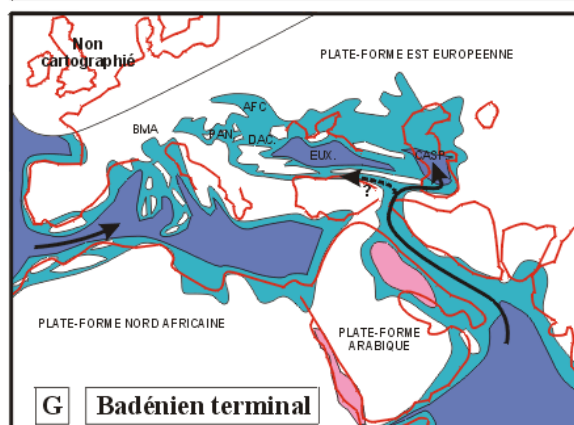 Non
cartographié
PLATE-FORME EST EUROPEENNE
AFC
BMA
PAN.
DAC.
EUX.
CASP.
?
PLATE-FORME NORD AFRICAINE
PLATE-FORME
ARABIQUE
G
Badénien terminal